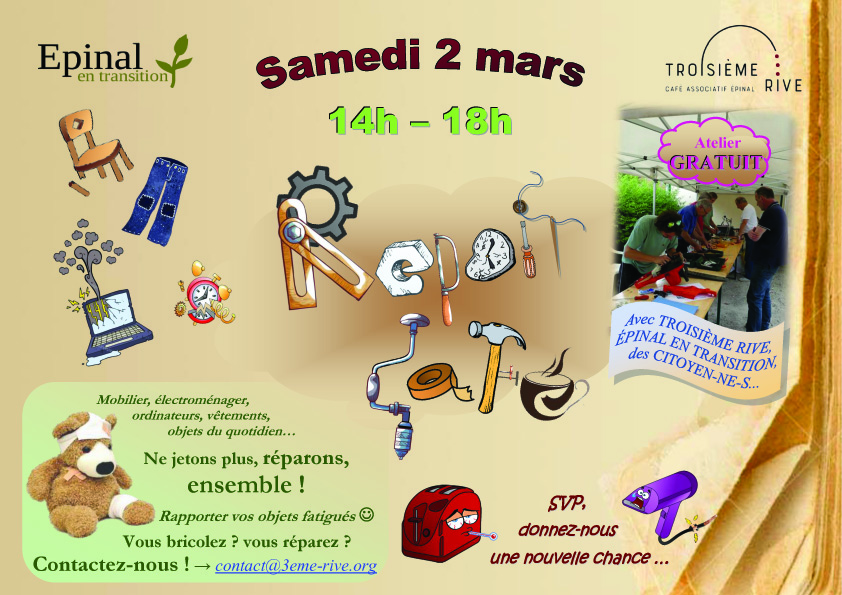 Epinal
en transition
Samedi 2 mars
14h – 18h
TROISIÈME
CAFE ASSOCIATIF EPINAL RIVE
Atelier
GRATUIT
Repair
Café
Avec TROISIÈME RIVE,
ÉPINAL EN TRANSITION,
des CITOYEN-NE-S...
Mobilier, électroménager,
ordinateurs, vêtements,
objets du quotidien…
Ne jetons plus, réparons,
ensemble !
Rapporter vos objets fatigués ☺
Vous bricolez ? vous réparez ?
Contactez-nous ! → contact@3eme-rive.org
SVP,
donnez-nous
une nouvelle chance ...